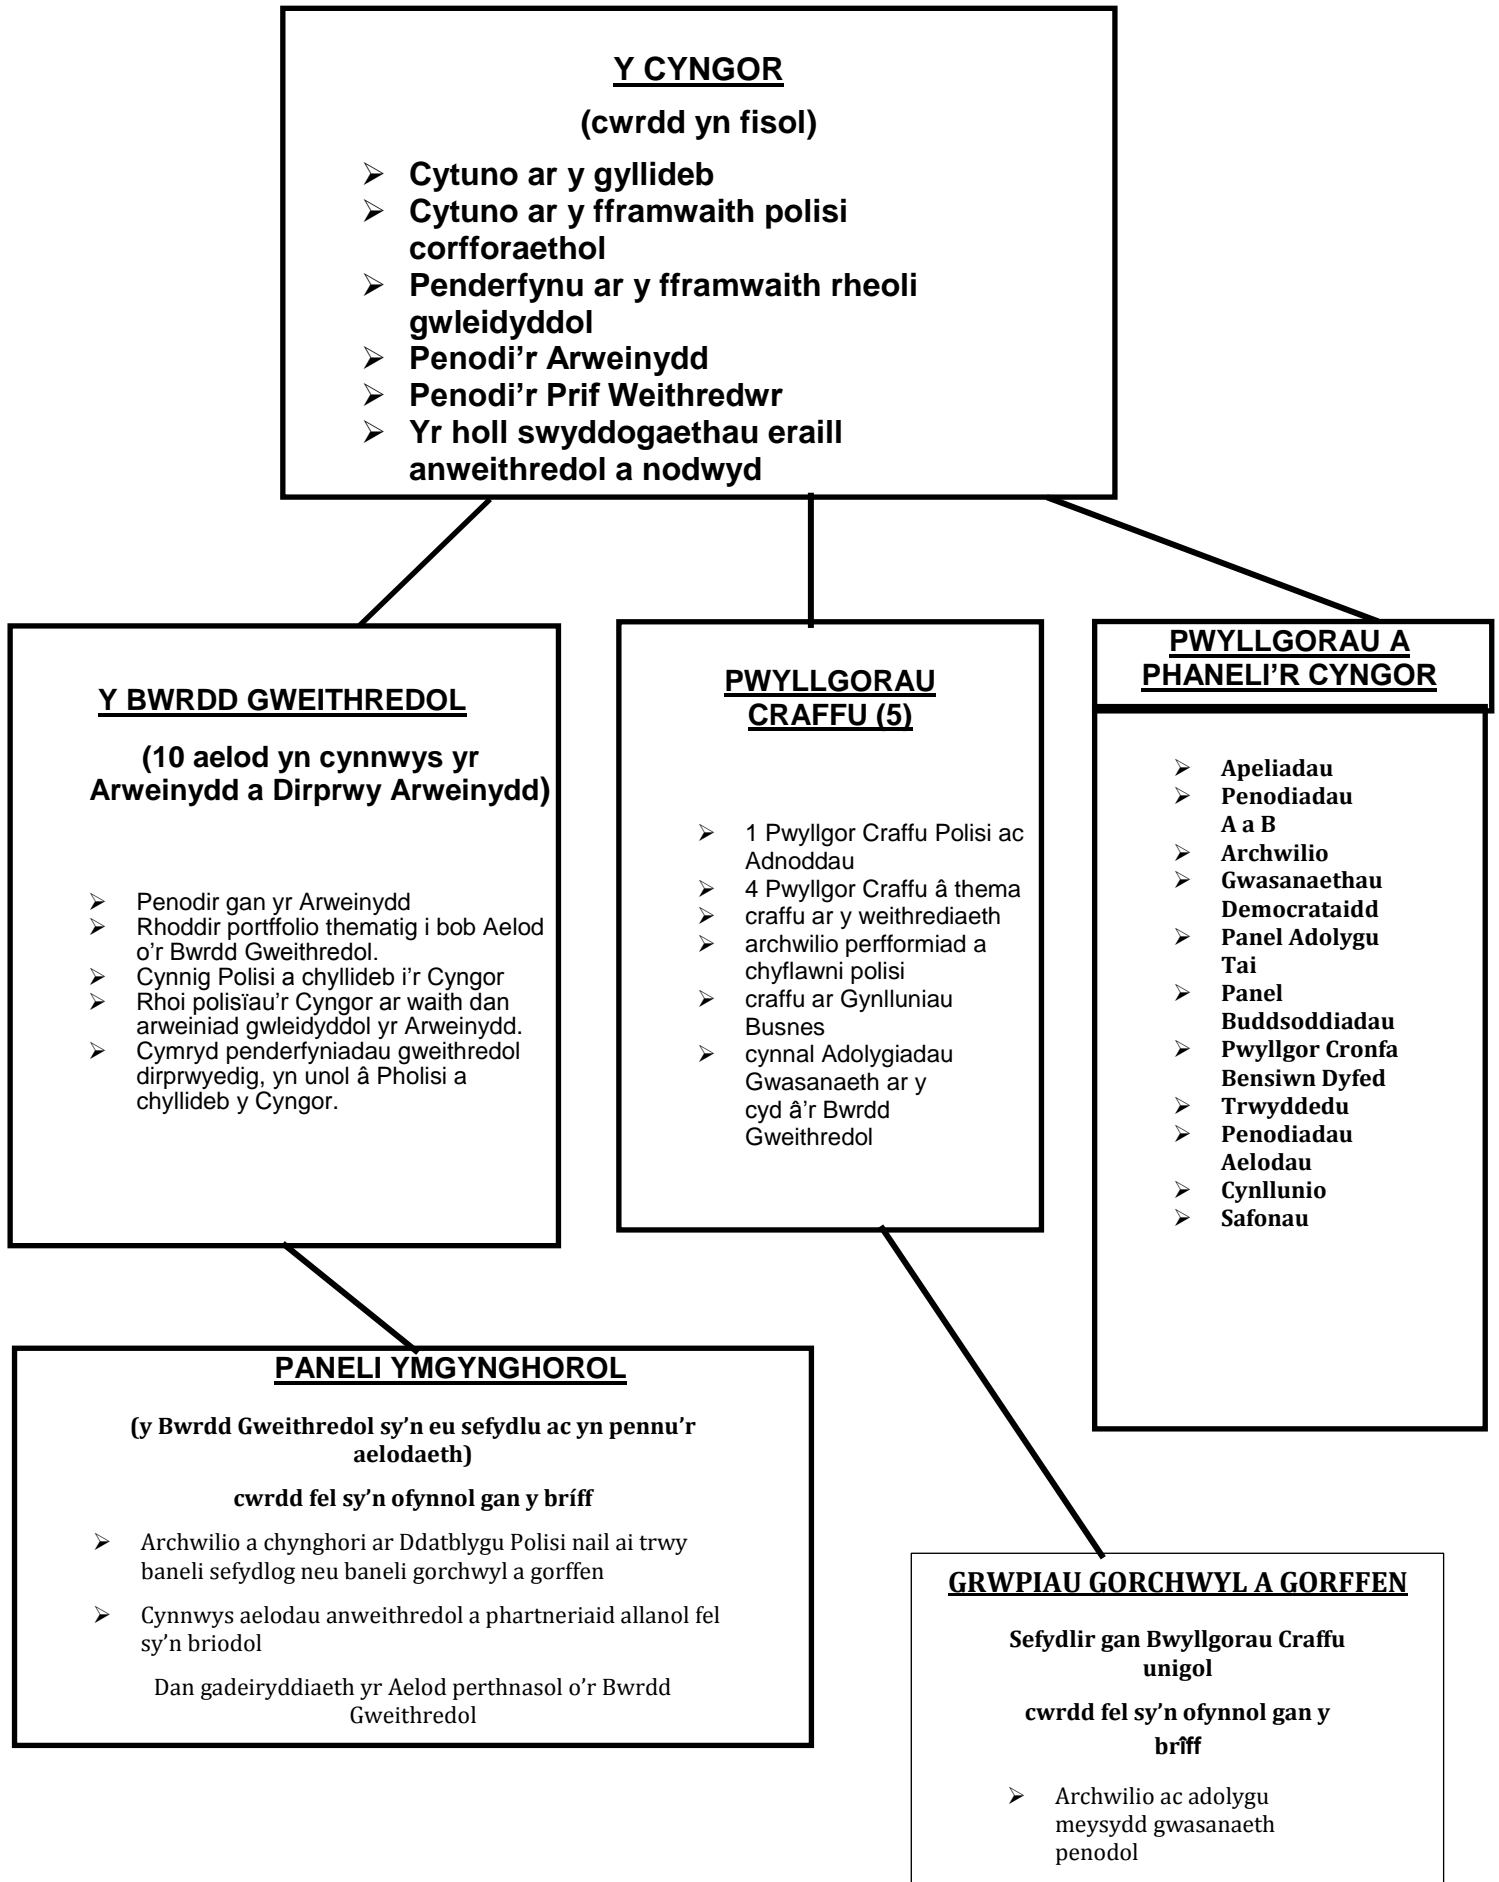 Y CYNGOR
(cwrdd yn fisol)
➢ Cytuno ar y gyllideb
➢ Cytuno ar y fframwaith polisi
corfforaethol
➢ Penderfynu ar y fframwaith rheoli
gwleidyddol
➢ Penodi’r Arweinydd
➢ Penodi’r Prif Weithredwr
➢ Yr holl swyddogaethau eraill
anweithredol a nodwyd
Y BWRDD GWEITHREDOL
(10 aelod yn cynnwys yr
Arweinydd a Dirprwy Arweinydd)
➢ Penodir gan yr Arweinydd
➢ Rhoddir portffolio thematig i bob Aelod
o’r Bwrdd Gweithredol.
➢ Cynnig Polisi a chyllideb i’r Cyngor
➢ Rhoi polisïau’r Cyngor ar waith dan
arweiniad gwleidyddol yr Arweinydd.
➢ Cymryd penderfyniadau gweithredol
dirprwyedig, yn unol â Pholisi a
chyllideb y Cyngor.
PWYLLGORAU
CRAFFU (5)
➢ 1 Pwyllgor Craffu Polisi ac
Adnoddau
➢ 4 Pwyllgor Craffu â thema
➢ craffu ar y weithrediaeth
➢ archwilio perfformiad a
chyflawni polisi
➢ craffu ar Gynlluniau
Busnes
➢ cynnal Adolygiadau
Gwasanaeth ar y
cyd â’r Bwrdd
Gweithredol
PWYLLGORAU A
PHANELI’R CYNGOR
➢ Apeliadau
➢ Penodiadau
A a B
➢ Archwilio
➢ Gwasanaethau
Democrataidd
➢ Panel Adolygu
Tai
➢ Panel
Buddsoddiadau
➢ Pwyllgor Cronfa
Bensiwn Dyfed
➢ Trwyddedu
➢ Penodiadau
Aelodau
➢ Cynllunio
➢ Safonau
PANELI YMGYNGHOROL
(y Bwrdd Gweithredol sy’n eu sefydlu ac yn pennu’r
aelodaeth)
cwrdd fel sy’n ofynnol gan y bríff
➢ Archwilio a chynghori ar Ddatblygu Polisi nail ai trwy
baneli sefydlog neu baneli gorchwyl a gorffen
➢ Cynnwys aelodau anweithredol a phartneriaid allanol fel
sy’n briodol
Dan gadeiryddiaeth yr Aelod perthnasol o’r Bwrdd
Gweithredol
GRWPIAU GORCHWYL A GORFFEN
Sefydlir gan Bwyllgorau Craffu
unigol
cwrdd fel sy’n ofynnol gan y
brîff
➢ Archwilio ac adolygu
meysydd gwasanaeth
penodol